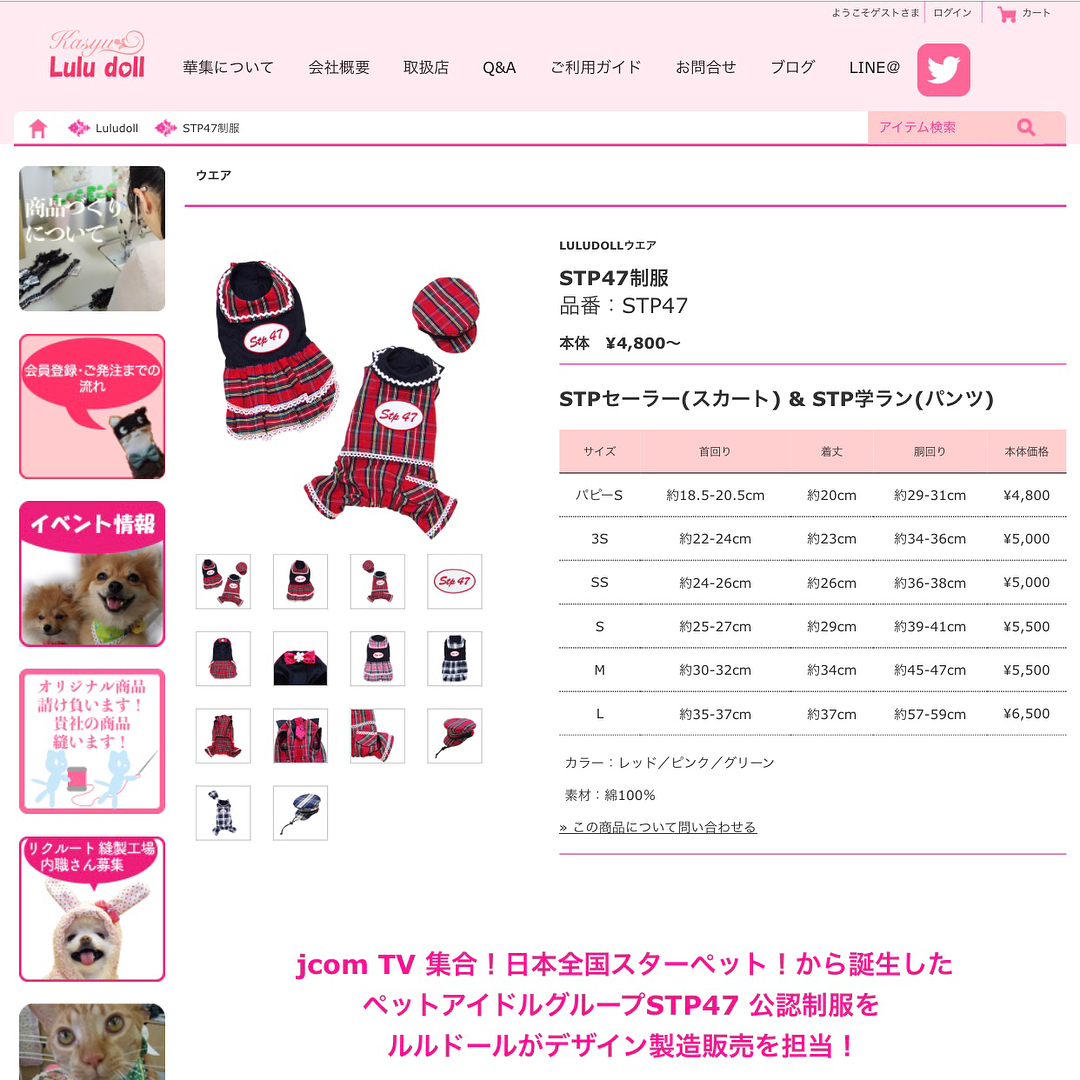 ようこそゲストさま ログイン カート
Kasyu
Lulu doll
華集について 会社概要 取扱店 Q&A ご利用ガイド お問合せ ブログ LINE@
Luludoll STP47制服
アイテム検索
商品づくり
について
会員登録･ご発注までの
流れ
イベント情報
オリジナル商品
請け負います！
貴社の商品
縫います！
リクルート 縫製工場
内職さん募集
ウエア
Stp 47
Stp 47
Stp 47
LULUDOLLウエア
STP47制服
品番：STP47
本体　¥4,800〜
STPセーラー(スカート) & STP学ラン(パンツ)
サイズ 首回り 着丈 胴回り 本体価格
パピーS 約18.5-20.5cm 約20cm 約29-31cm ¥4,800
3S 約22-24cm 約23cm 約34-36cm ¥5,000
SS 約24-26cm 約26cm 約36-38cm ¥5,000
S 約25-27cm 約29cm 約39-41cm ¥5,500
M 約30-32cm 約34cm 約45-47cm ¥5,500
L 約35-37cm 約37cm 約57-59cm ¥6,500
カラー：レッド／ピンク／グリーン
素材：綿100%
» この商品について問い合わせる
jcom TV 集合！日本全国スターペット！から誕生した
ペットアイドルグループSTP47 公認制服を
ルルドールがデザイン製造販売を担当！